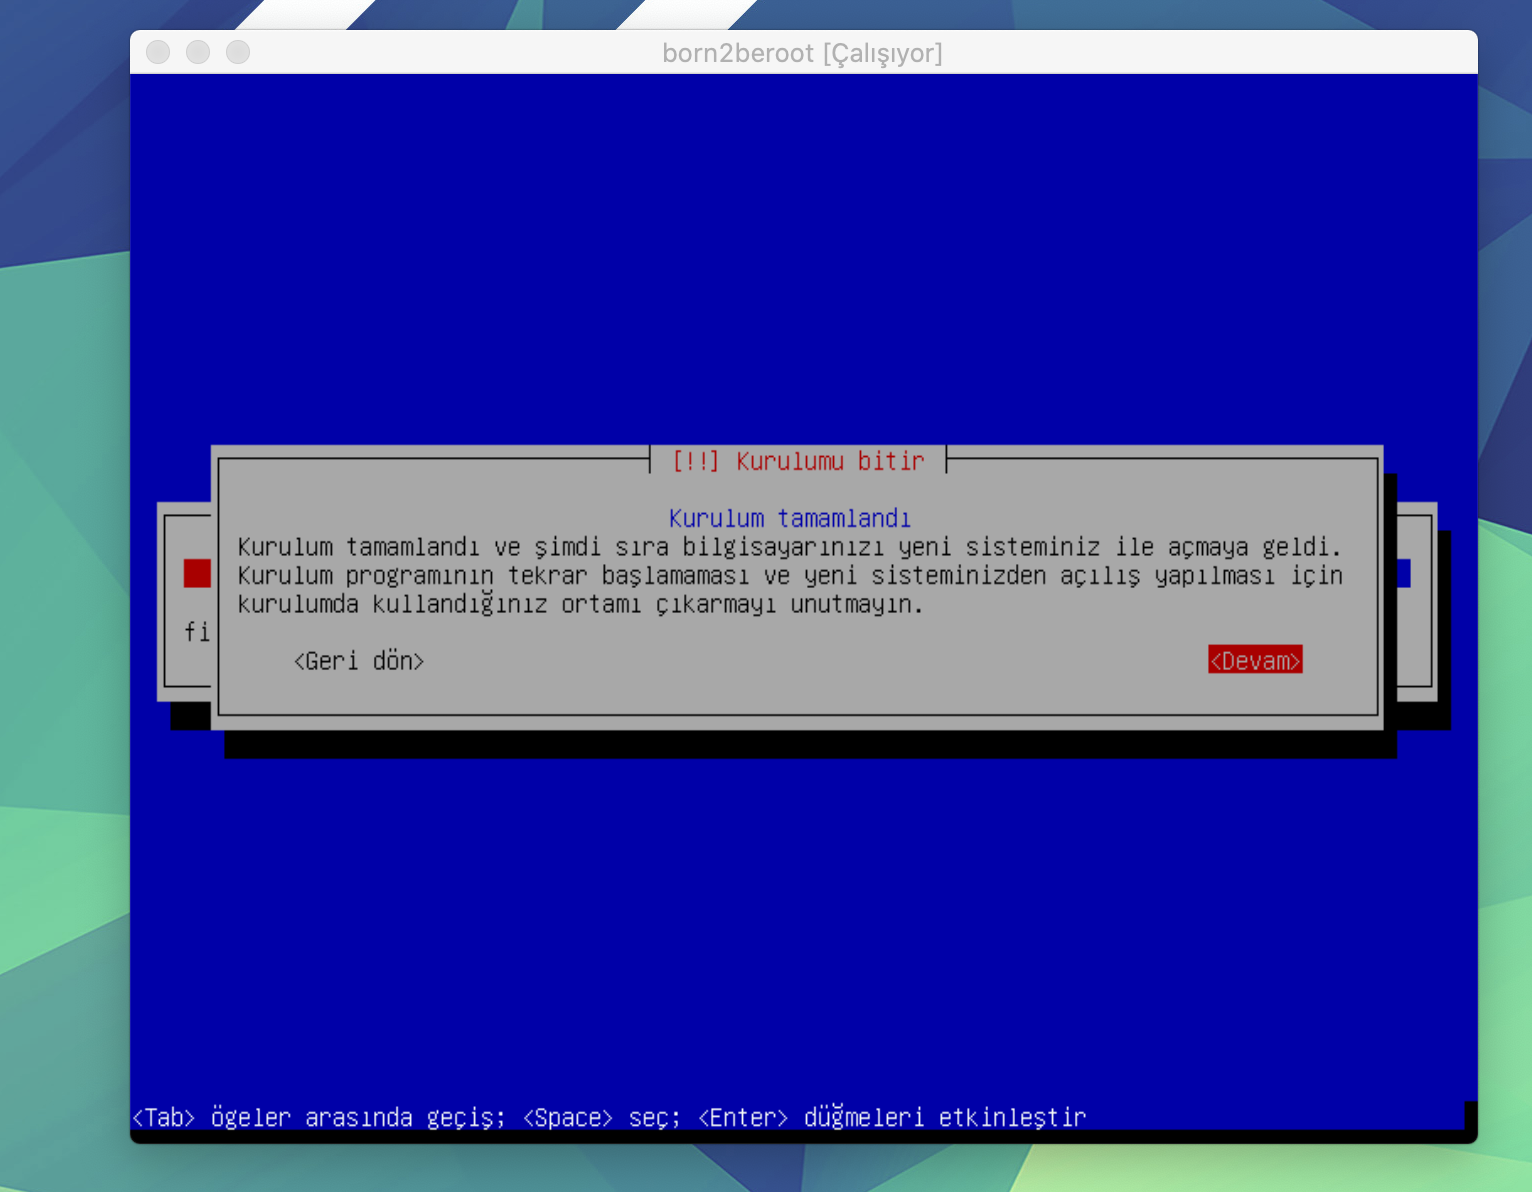 born2beroot [Çalışıyor]
[!!] Kurulumu bitir
Kurulum tamamlandı
Kurulum tamamlandı ve şimdi sıra bilgisayarınızı yeni sisteminiz ile açmaya geldi.
Kurulum programının tekrar başlamaması ve yeni sisteminizden açılış yapılması için
kurulumda kullandığınız ortamı çıkarmayı unutmayın.
fi
<Geri dön> <Devam>
<Tab> ögeler arasında geçiş; <Space> seç; <Enter> düğmeleri etkinleştir